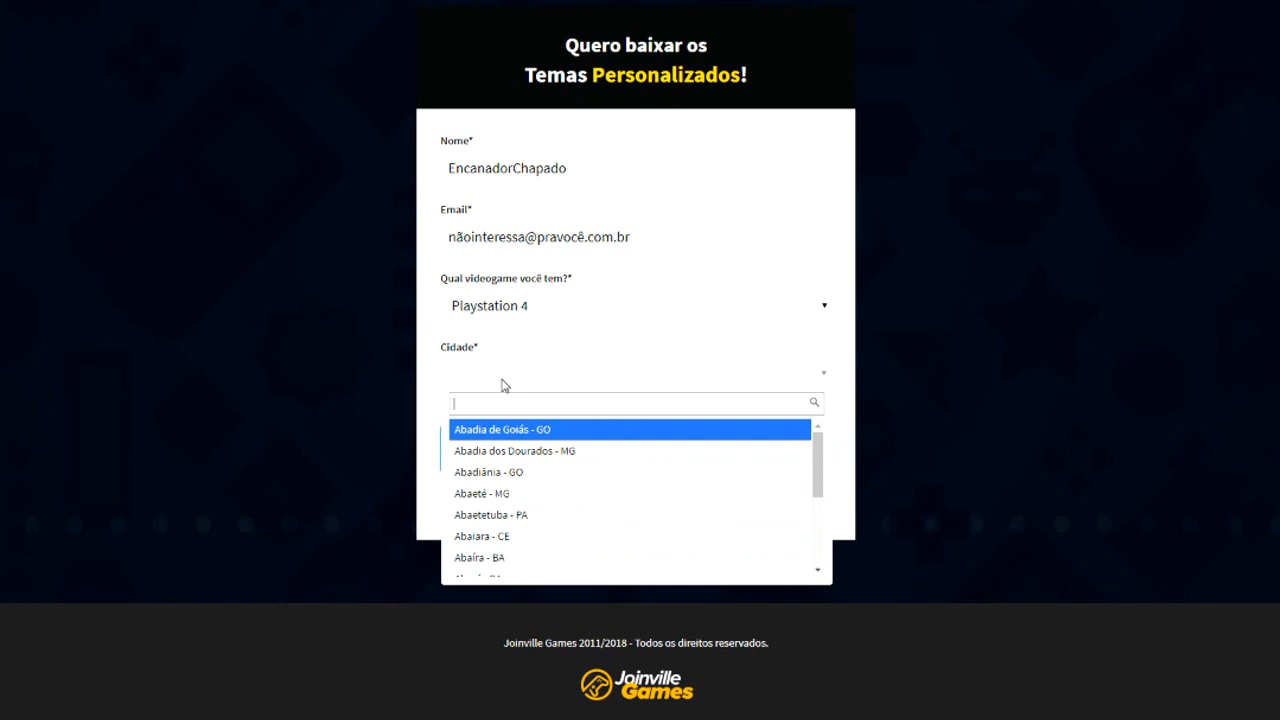 Quero baixar os
Temas Personalizados!
Nome*
EncanadorChapado
Email*
nãointeressa@pravocê.com.br
Qual videogame você tem?*
Playstation 4
Cidade*
Abadia de Goiás - GO
Abadia dos Dourados - MG
Abadiânia - GO
Abaeté - MG
Abaetetuba - PA
Abaiara - CE
Abaíra - BA
Joinville Games 2011/2018 - Todos os direitos reservados.
Joinville
Games